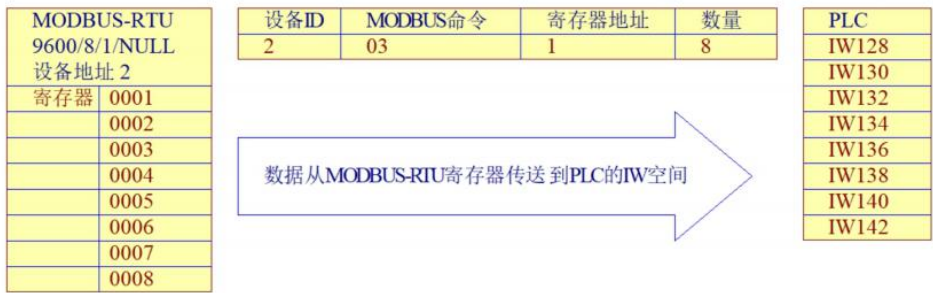 MODBUS-RTU
9600/8/1/NULL
设备地址 2
寄存器 0001
0002
0003
0004
0005
0006
0007
0008
设备ID MODBUS命令 寄存器地址 数量
2 03 1 8
数据从MODBUS-RTU寄存器传送到PLC的IW空间
PLC
IW128
IW130
IW132
IW134
IW136
IW138
IW140
IW142